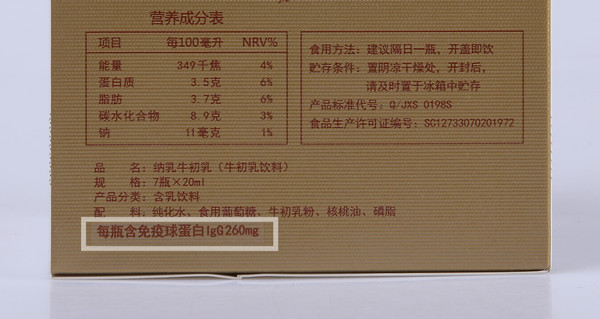 营养成分表
项目 每100毫升 NRV%
能量 349千焦 4%
蛋白质 3.5克 6%
脂肪 3.7克 6%
碳水化合物 8.9克 3%
钠 11毫克 1%
食用方法：建议隔日一瓶，开盖即饮
贮存条件：置阴凉干燥处，开封后，
请及时置于冰箱中贮存
产品标准代号：Q/JXS 0198S
食品生产许可证编号：SC12733070201972
品 名：纳乳牛初乳（牛初乳饮料）
规 格：7瓶×20ml
产品分类：含乳饮料
配 料：纯化水、食用葡萄糖、牛初乳粉、核桃油、磷脂
每瓶含免疫球蛋白IgG260mg